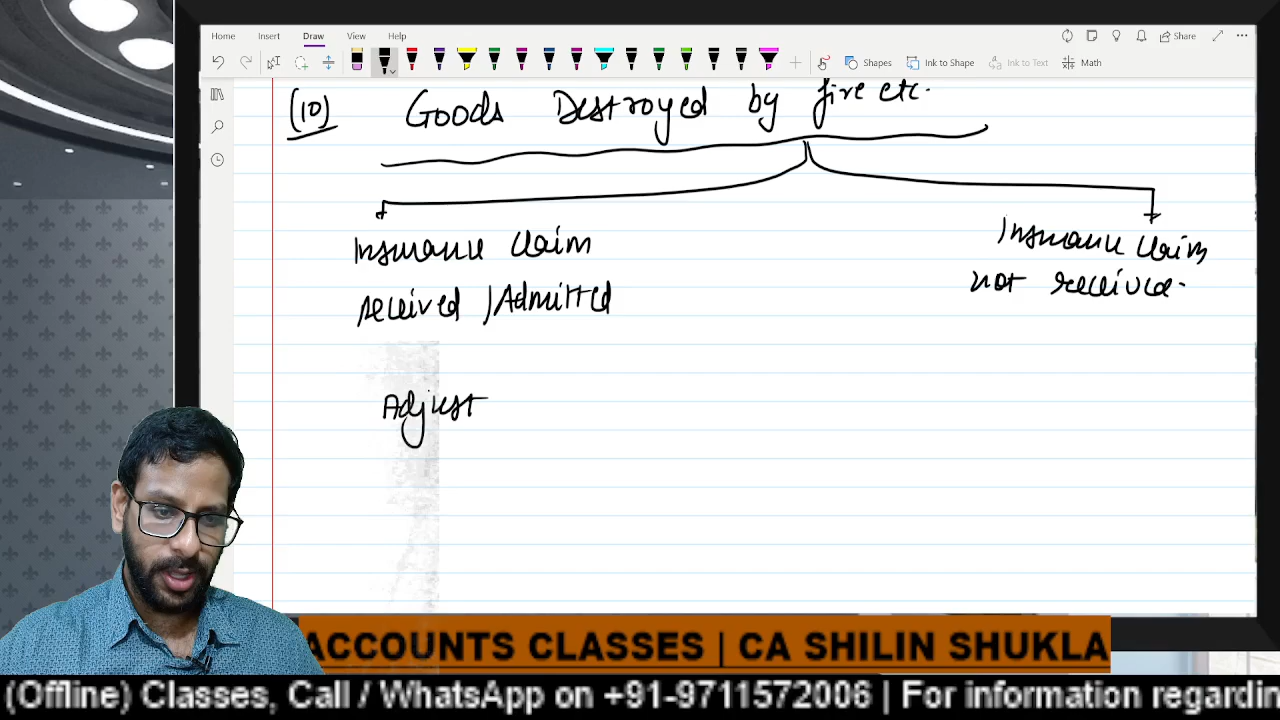 Home Insert Draw View Help Share
Shapes Ink to Shape Ink to Text Math
(10) Goods Destroyed by fire etc.
Insurance Claim
received /Admitted
Insurance Claim
not received.
Adjust
ACCOUNTS CLASSES | CA SHILIN SHUKLA
(Offline) Classes, Call / WhatsApp on +91-9711572006 | For information regardin